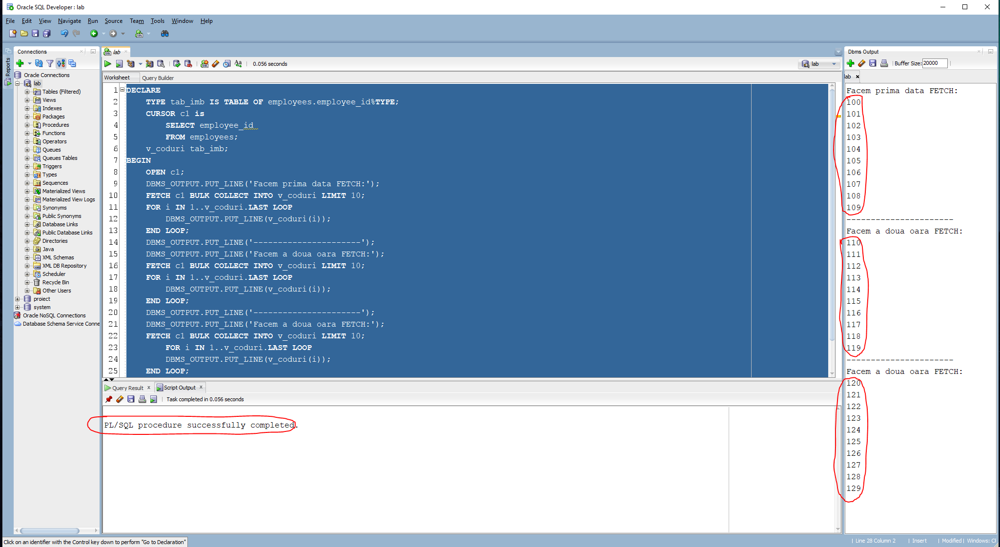 Oracle SQL Developer : lab
File Edit View Navigate Run Source Team Tools Window Help
Reports
Connections
Oracle Connections
lab
Tables (Filtered)
Views
Indexes
Packages
Procedures
Functions
Operators
Queues
Queues Tables
Triggers
Types
Sequences
Materialized Views
Materialized View Logs
Synonyms
Public Synonyms
Database Links
Public Database Links
Directories
Java
XML Schemas
XML DB Repository
Scheduler
Recycle Bin
Other Users
proiect
system
Oracle NoSQL Connections
Database Schema Service Conne
lab
0.056 seconds
lab
Worksheet Query Builder
1 DECLARE
2 TYPE tab_imb IS TABLE OF employees.employee_id%TYPE;
3 CURSOR c1 is
4 SELECT employee_id
5 FROM employees;
6 v_coduri tab_imb;
7 BEGIN
8 OPEN c1;
9 DBMS_OUTPUT.PUT_LINE('Facem prima data FETCH:');
10 FETCH c1 BULK COLLECT INTO v_coduri LIMIT 10;
11 FOR i IN 1..v_coduri.LAST LOOP
12 DBMS_OUTPUT.PUT_LINE(v_coduri(i));
13 END LOOP;
14 DBMS_OUTPUT.PUT_LINE('----------------------');
15 DBMS_OUTPUT.PUT_LINE('Facem a doua oara FETCH:');
16 FETCH c1 BULK COLLECT INTO v_coduri LIMIT 10;
17 FOR i IN 1..v_coduri.LAST LOOP
18 DBMS_OUTPUT.PUT_LINE(v_coduri(i));
19 END LOOP;
20 DBMS_OUTPUT.PUT_LINE('----------------------');
21 DBMS_OUTPUT.PUT_LINE('Facem a doua oara FETCH:');
22 FETCH c1 BULK COLLECT INTO v_coduri LIMIT 10;
23 FOR i IN 1..v_coduri.LAST LOOP
24 DBMS_OUTPUT.PUT_LINE(v_coduri(i));
25 END LOOP;
Query Result x Script Output x
Task completed in 0.056 seconds
PL/SQL procedure successfully completed.
Dbms Output
Buffer Size: 20000
lab x
Facem prima data FETCH:
100
101
102
103
104
105
106
107
108
109
----------------------
Facem a doua oara FETCH:
110
111
112
113
114
115
116
117
118
119
----------------------
Facem a doua oara FETCH:
120
121
122
123
124
125
126
127
128
129
Click on an identifier with the Control key down to perform "Go to Declaration"
| Line 28 Column 2 | Insert | Modified | Windows: CF